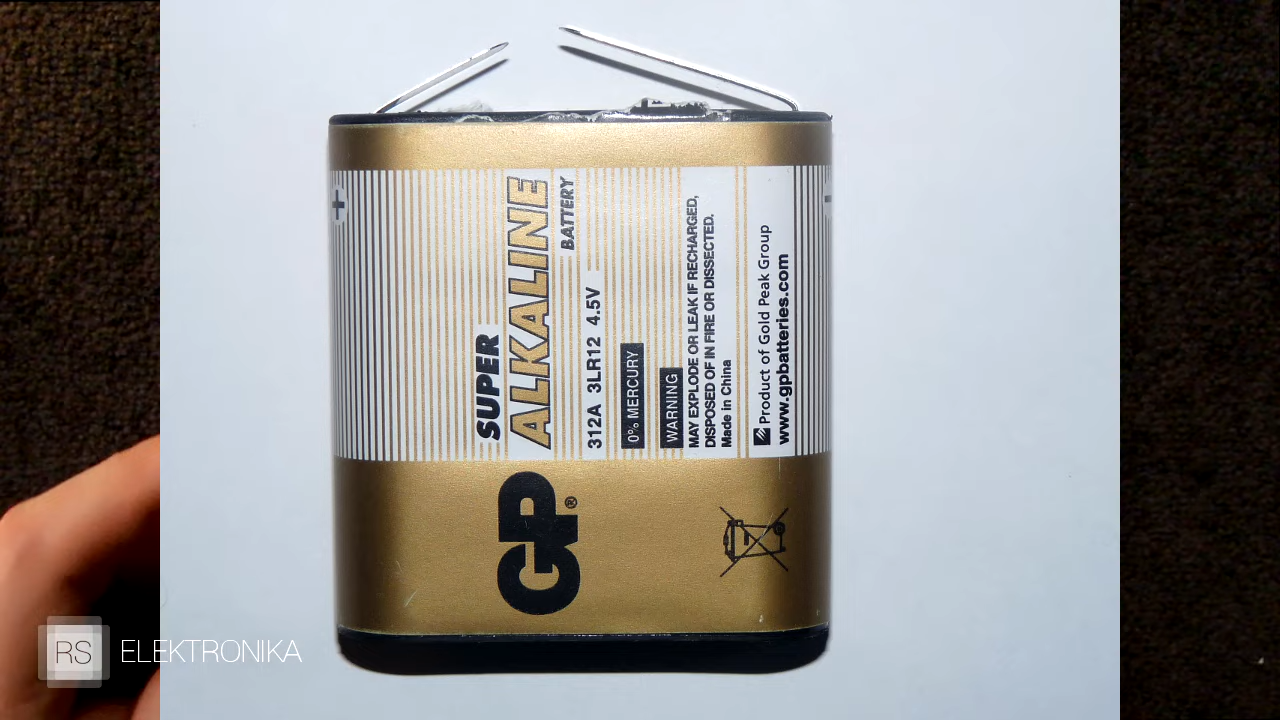 GP®
SUPER
ALKALINE
BATTERY
312A 3LR12 4.5V
0% MERCURY
WARNING
MAY EXPLODE OR LEAK IF RECHARGED,
DISPOSED OF IN FIRE OR DISSECTED.
Made in China
Product of Gold Peak Group
www.gpbatteries.com
+
RS ELEKTRONIKA